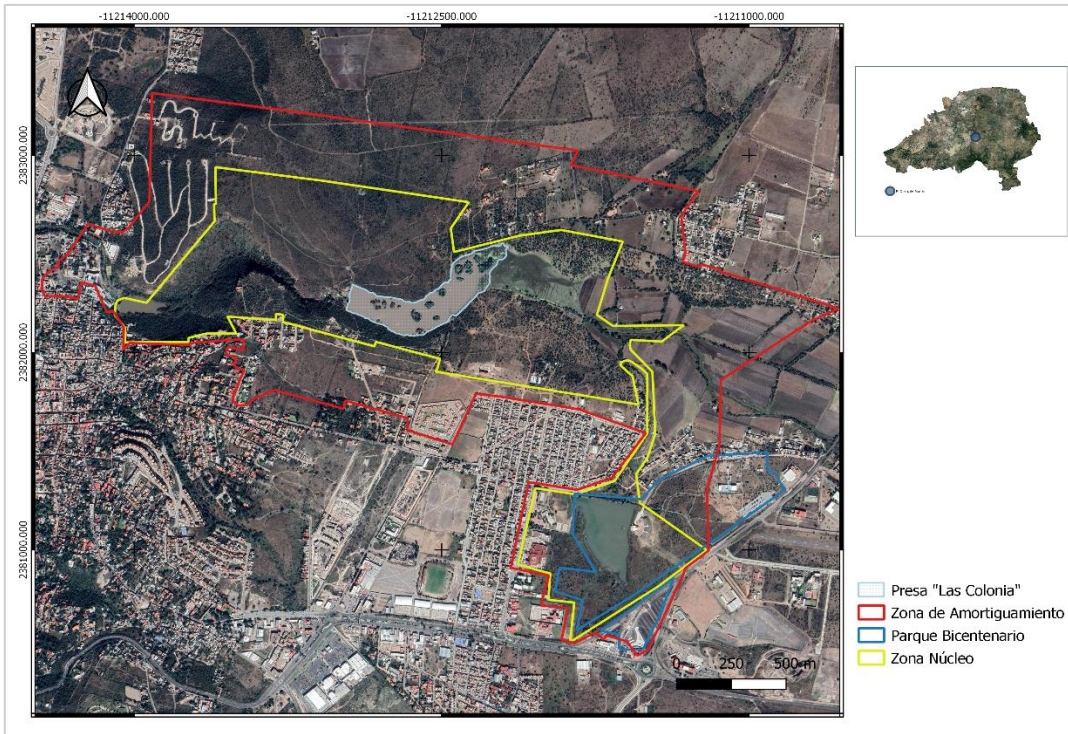 -11214000.000
-11212500.000
-11211000.000
2383000.000
2382000.000
2381000.000
Presa "Las Colonia"
Zona de Amortiguamiento
Parque Bicentenario
Zona Núcleo
0 250 500 m